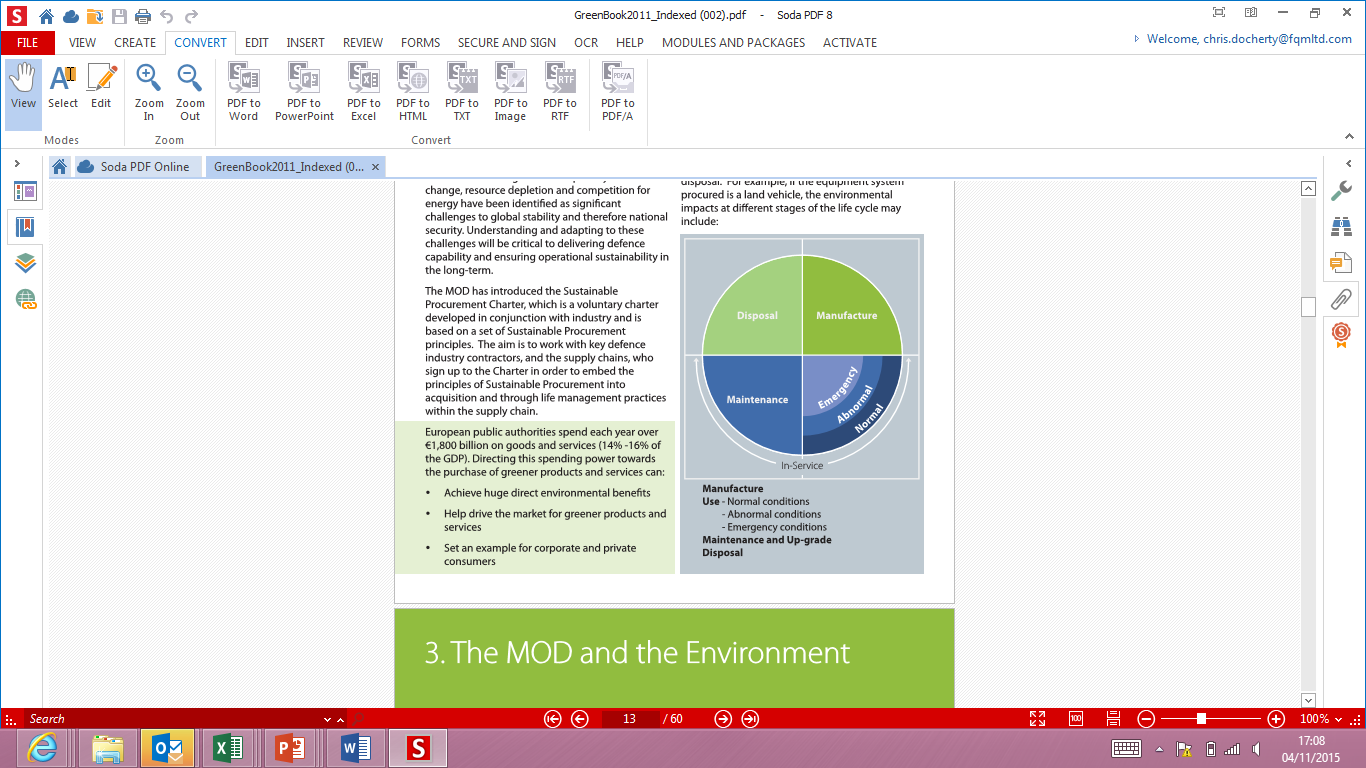 GreenBook2011_Indexed (002).pdf - Soda PDF 8
FILE VIEW CREATE CONVERT EDIT INSERT REVIEW FORMS SECURE AND SIGN OCR HELP MODULES AND PACKAGES ACTIVATE
Welcome, chris.docherty@fqmltd.com
View Select Edit
Zoom In Zoom Out
PDF to Word PDF to PowerPoint PDF to Excel PDF to HTML PDF to TXT PDF to Image PDF to RTF PDF to PDF/A
Modes Zoom Convert
Soda PDF Online GreenBook2011_Indexed (0...
change, resource depletion and competition for
energy have been identified as significant
challenges to global stability and therefore national
security. Understanding and adapting to these
challenges will be critical to delivering defence
capability and ensuring operational sustainability in
the long-term.
The MOD has introduced the Sustainable
Procurement Charter, which is a voluntary charter
developed in conjunction with industry and is
based on a set of Sustainable Procurement
principles. The aim is to work with key defence
industry contractors, and the supply chains, who
sign up to the Charter in order to embed the
principles of Sustainable Procurement into
acquisition and through life management practices
within the supply chain.
European public authorities spend each year over
€1,800 billion on goods and services (14% -16% of
the GDP). Directing this spending power towards
the purchase of greener products and services can:
• Achieve huge direct environmental benefits
• Help drive the market for greener products and
services
• Set an example for corporate and private
consumers
disposal. For example, if the equipment system
procured is a land vehicle, the environmental
impacts at different stages of the life cycle may
include:
Disposal
Manufacture
Maintenance
Emergency
Abnormal
Normal
In-Service
Manufacture
Use - Normal conditions
- Abnormal conditions
- Emergency conditions
Maintenance and Up-grade
Disposal
3. The MOD and the Environment
Search
13 / 60
100%
17:08
04/11/2015